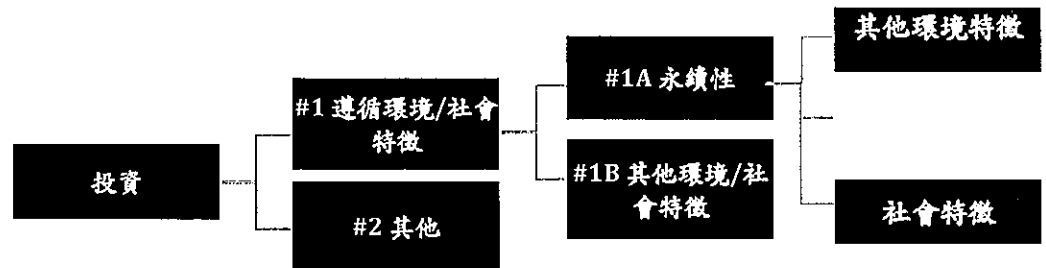 投資
#1 遵循環境/社會
特徵
#2 其他
#1A 永續性
#1B 其他環境/社
會特徵
其他環境特徵
社會特徵